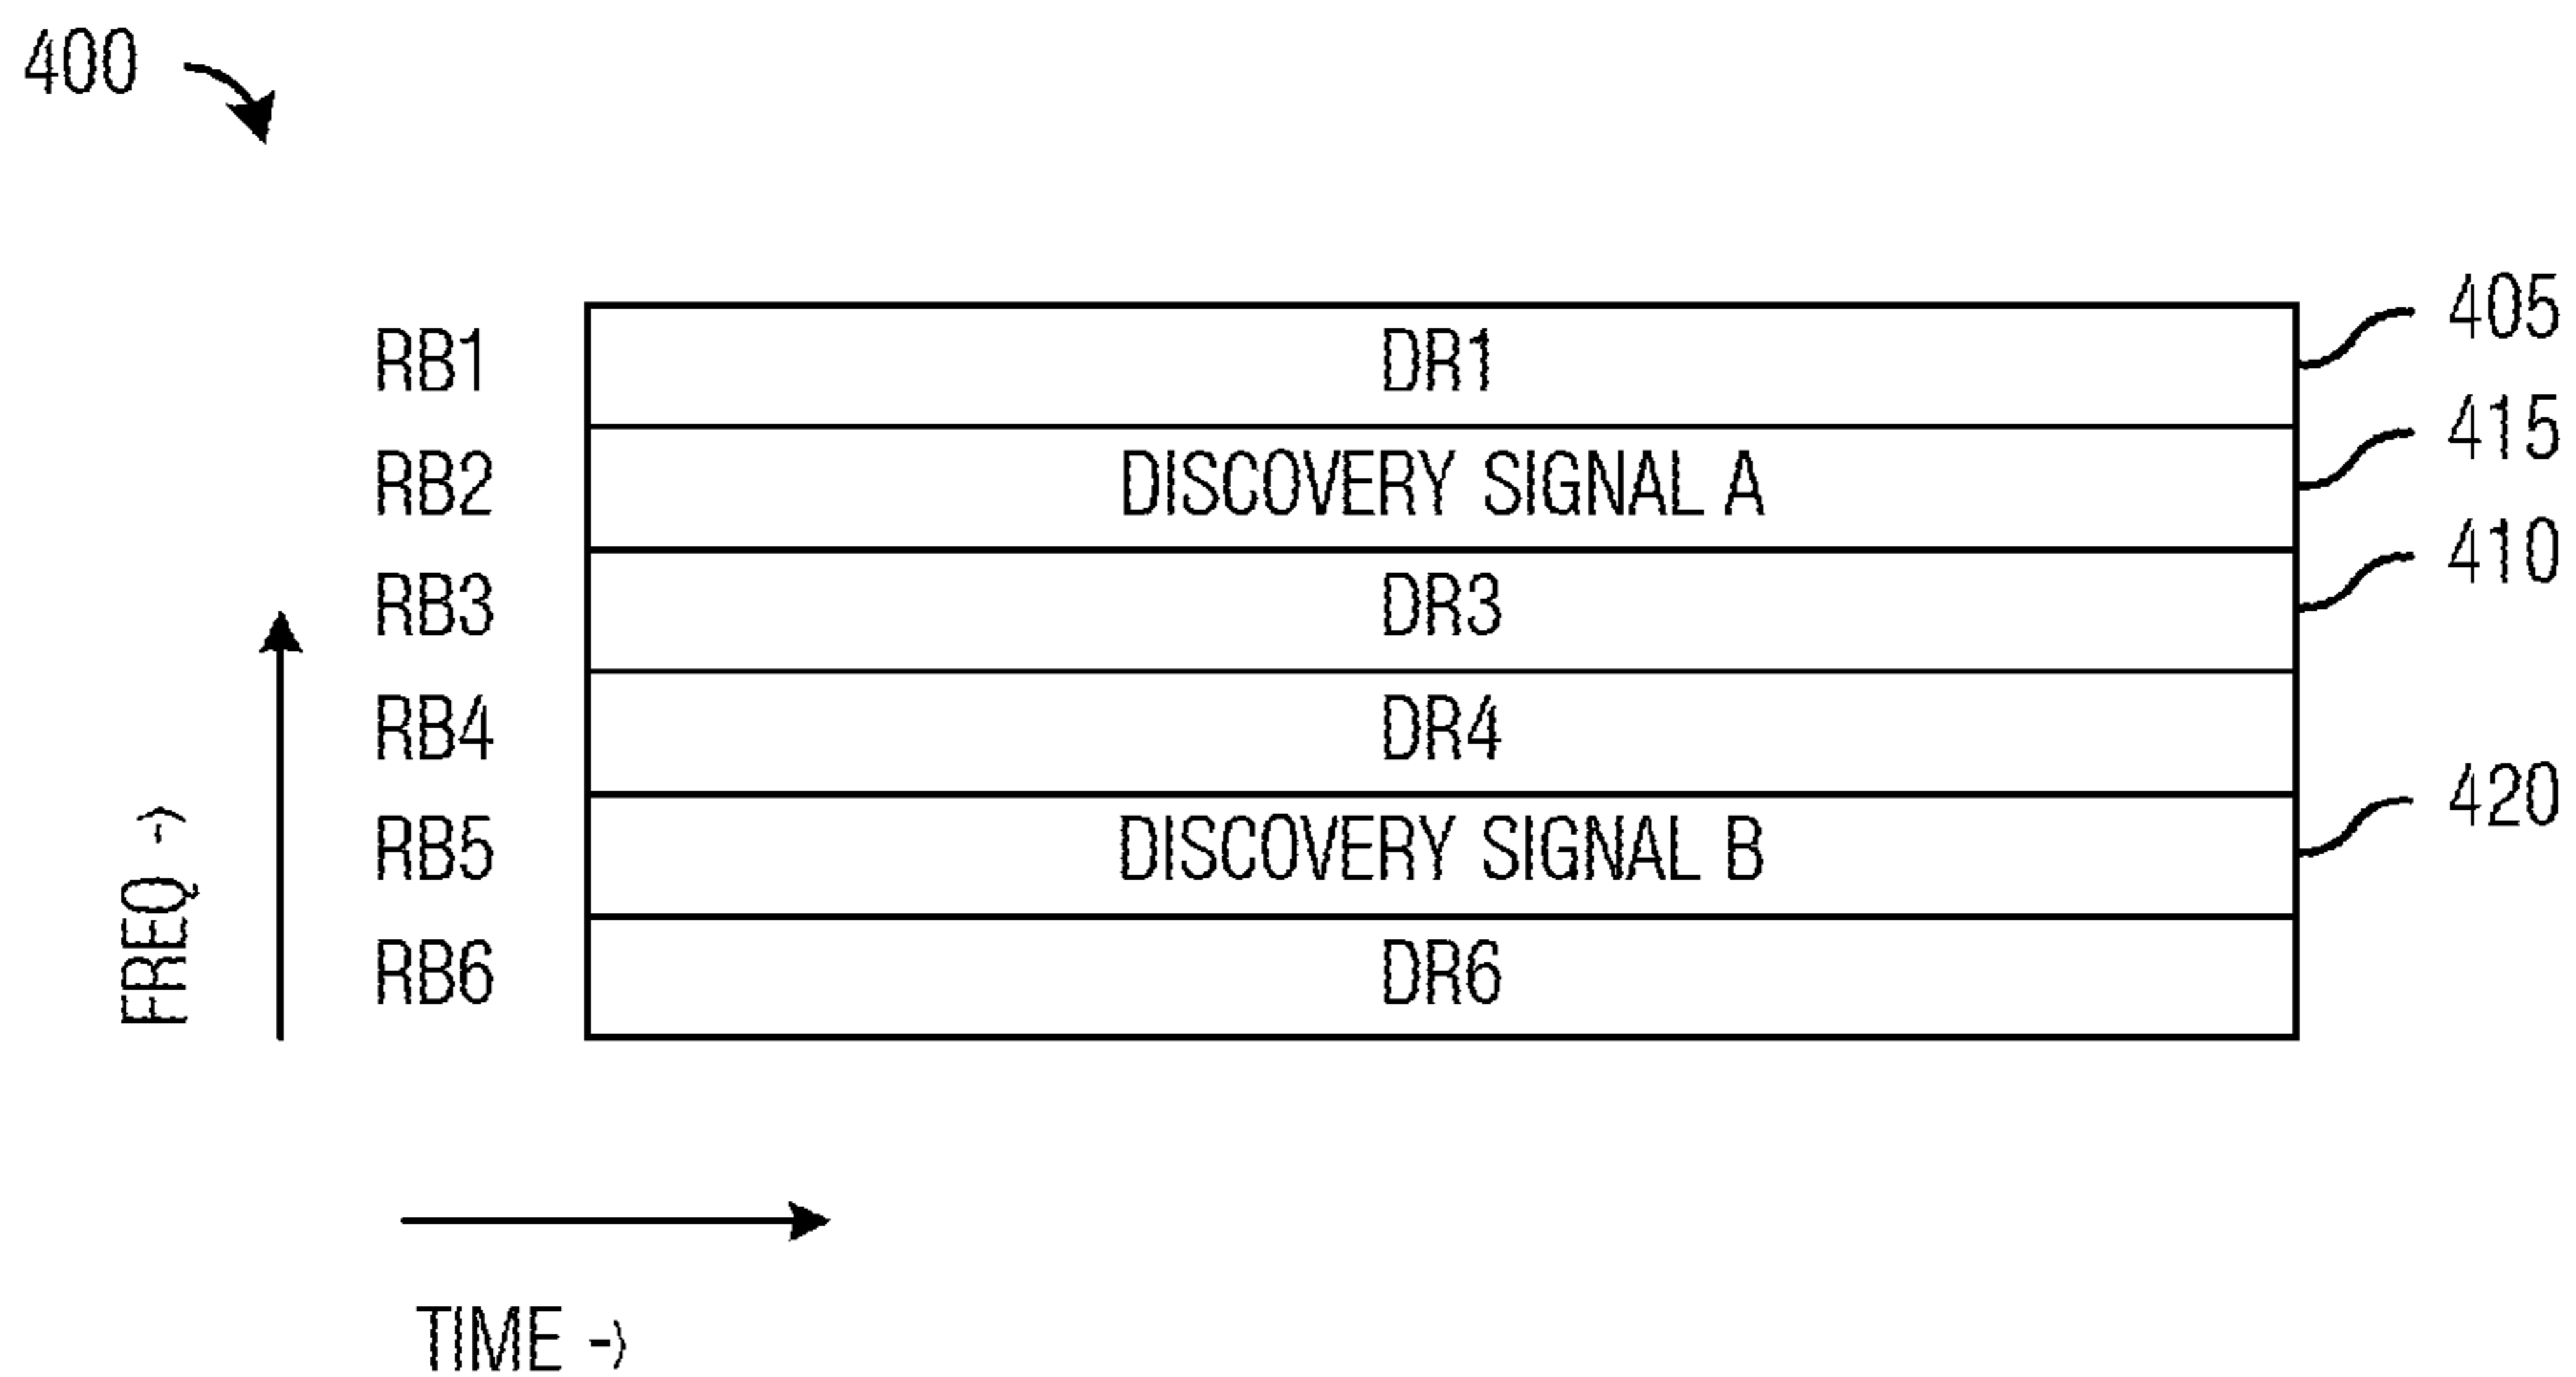 400
RB1 DR1 405
RB2 DISCOVERY SIGNAL A 415
RB3 DR3 410
RB4 DR4
RB5 DISCOVERY SIGNAL B 420
RB6 DR6
FREQ →
TIME →